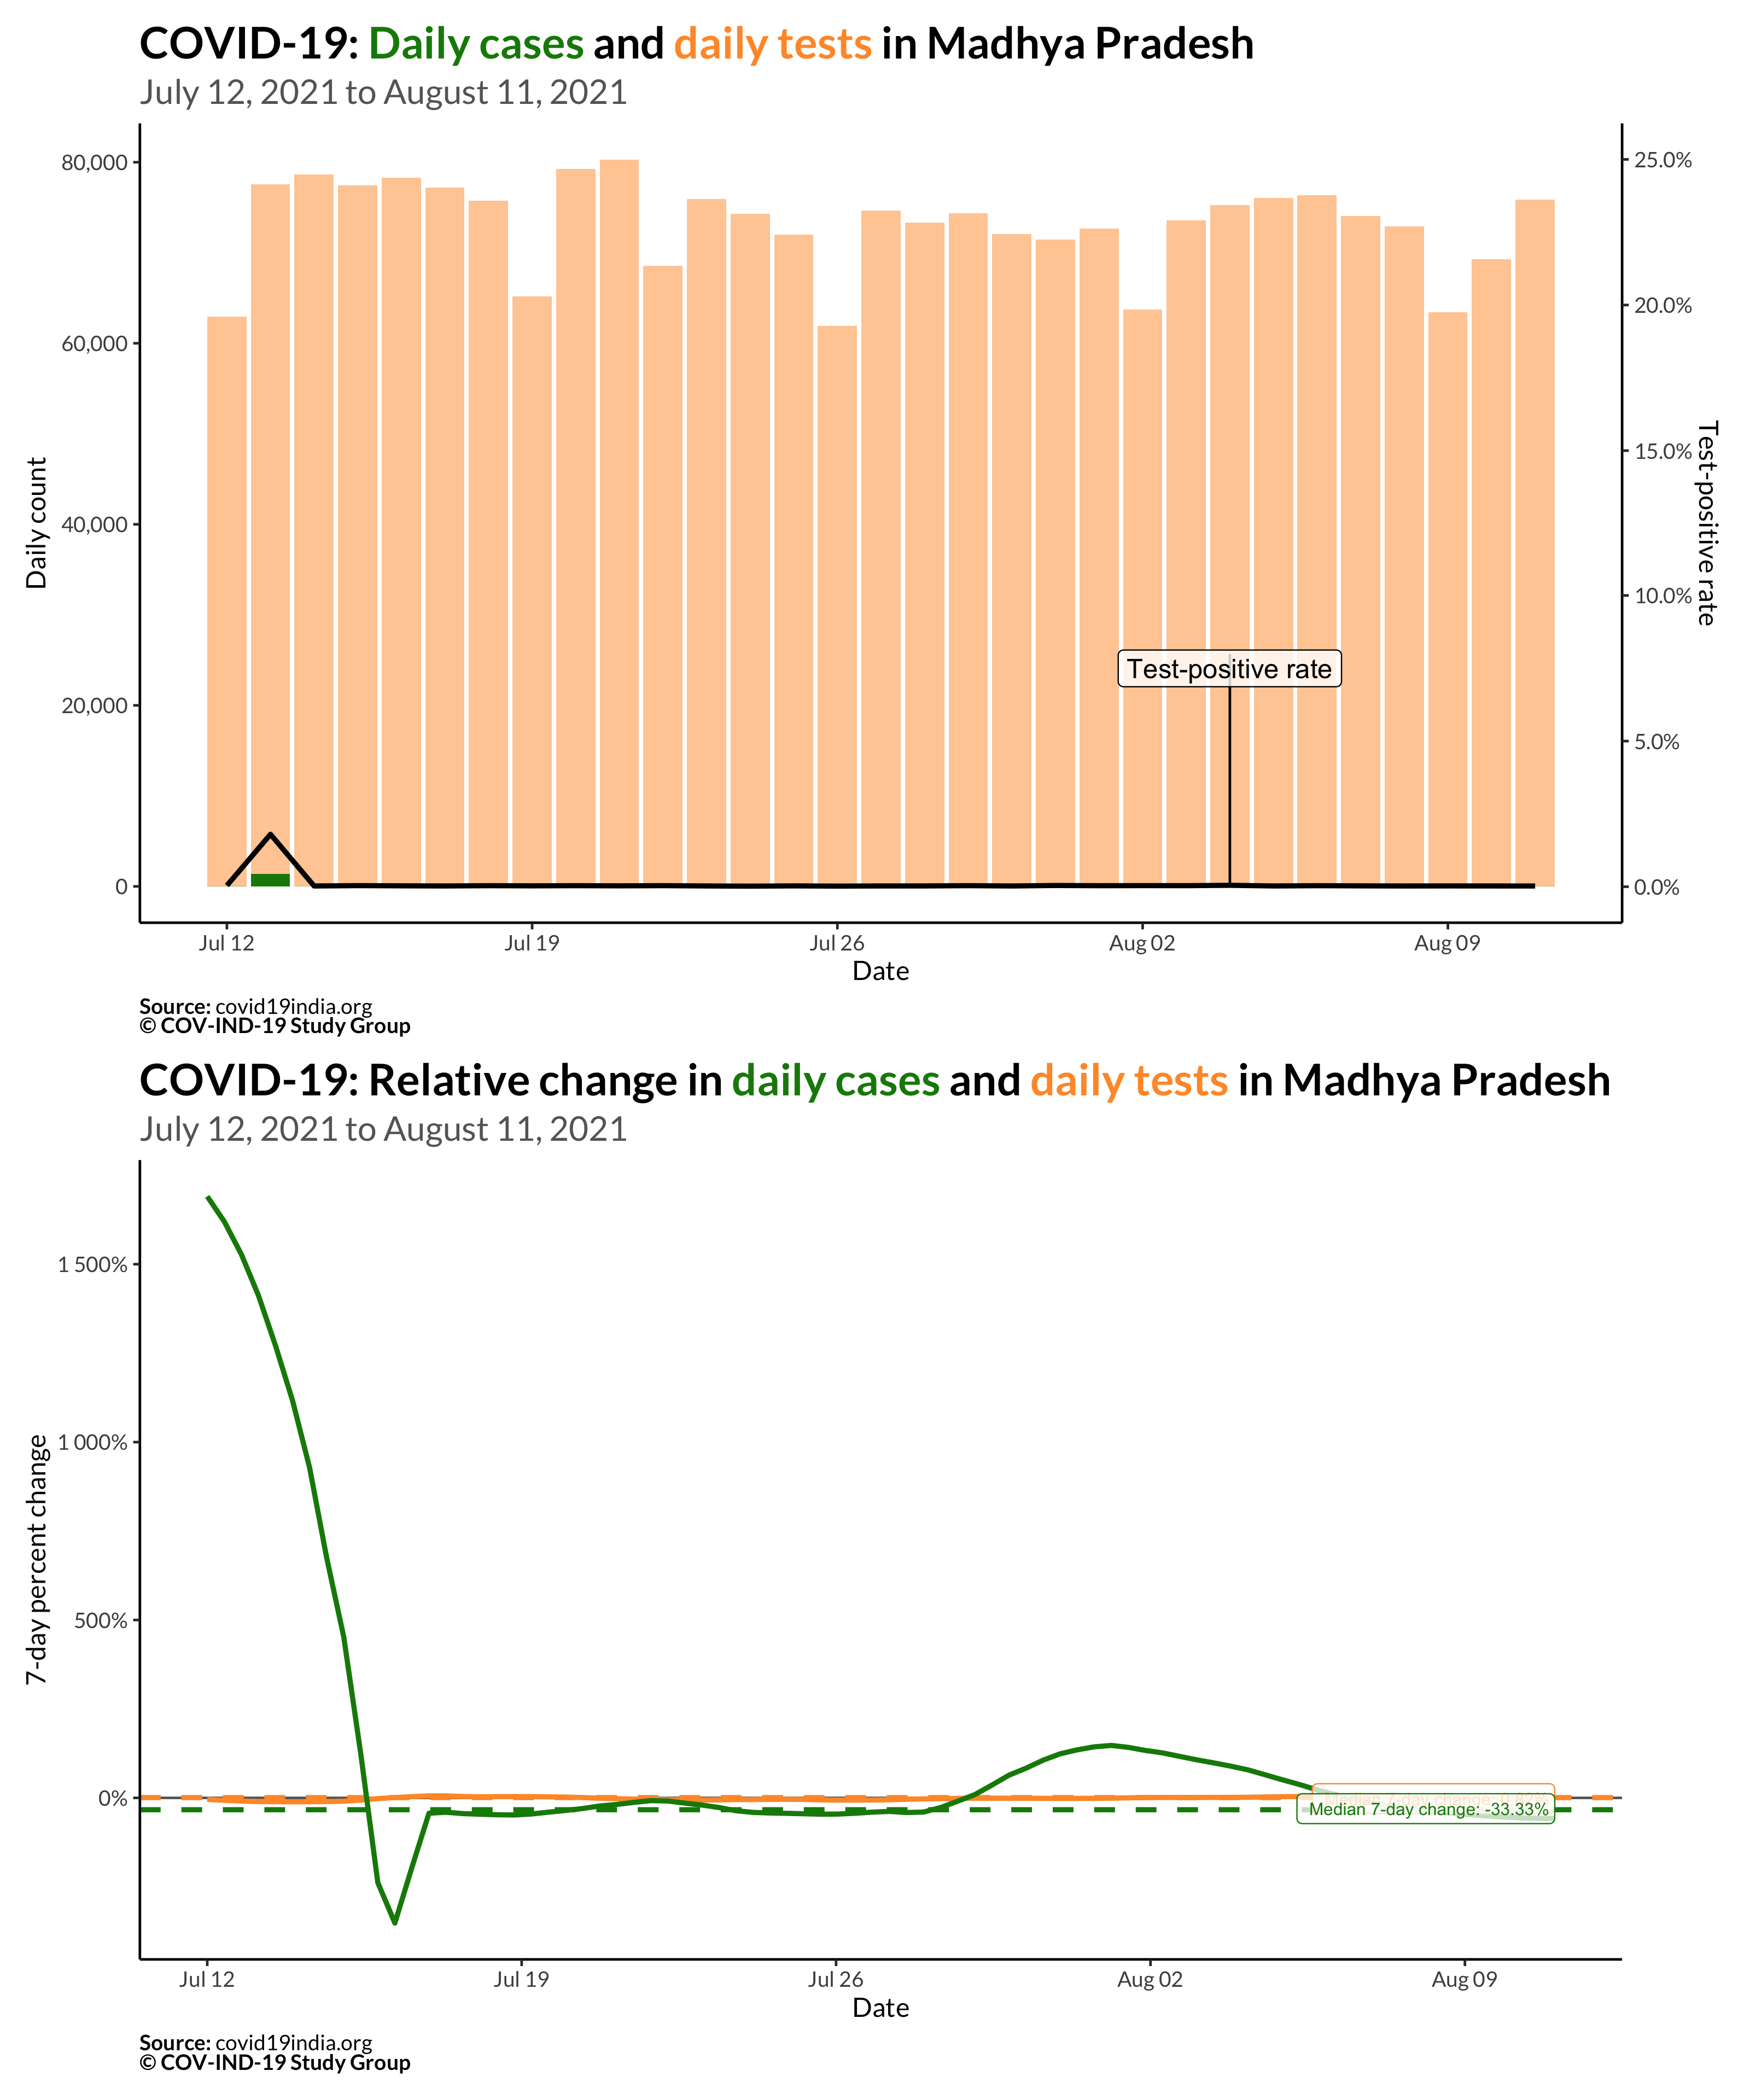 COVID-19: Daily cases and daily tests in Madhya Pradesh
July 12, 2021 to August 11, 2021
80,000
60,000
40,000
20,000
0
Daily count
25.0%
20.0%
15.0%
10.0%
5.0%
0.0%
Test-positive rate
Test-positive rate
Jul 12
Jul 19
Jul 26
Aug 02
Aug 09
Date
Source: covid19india.org
© COV-IND-19 Study Group
COVID-19: Relative change in daily cases and daily tests in Madhya Pradesh
July 12, 2021 to August 11, 2021
1 500%
1 000%
500%
0%
7-day percent change
Median 7-day change:
Median 7-day change: -33.33%
Jul 12
Jul 19
Jul 26
Aug 02
Aug 09
Date
Source: covid19india.org
© COV-IND-19 Study Group